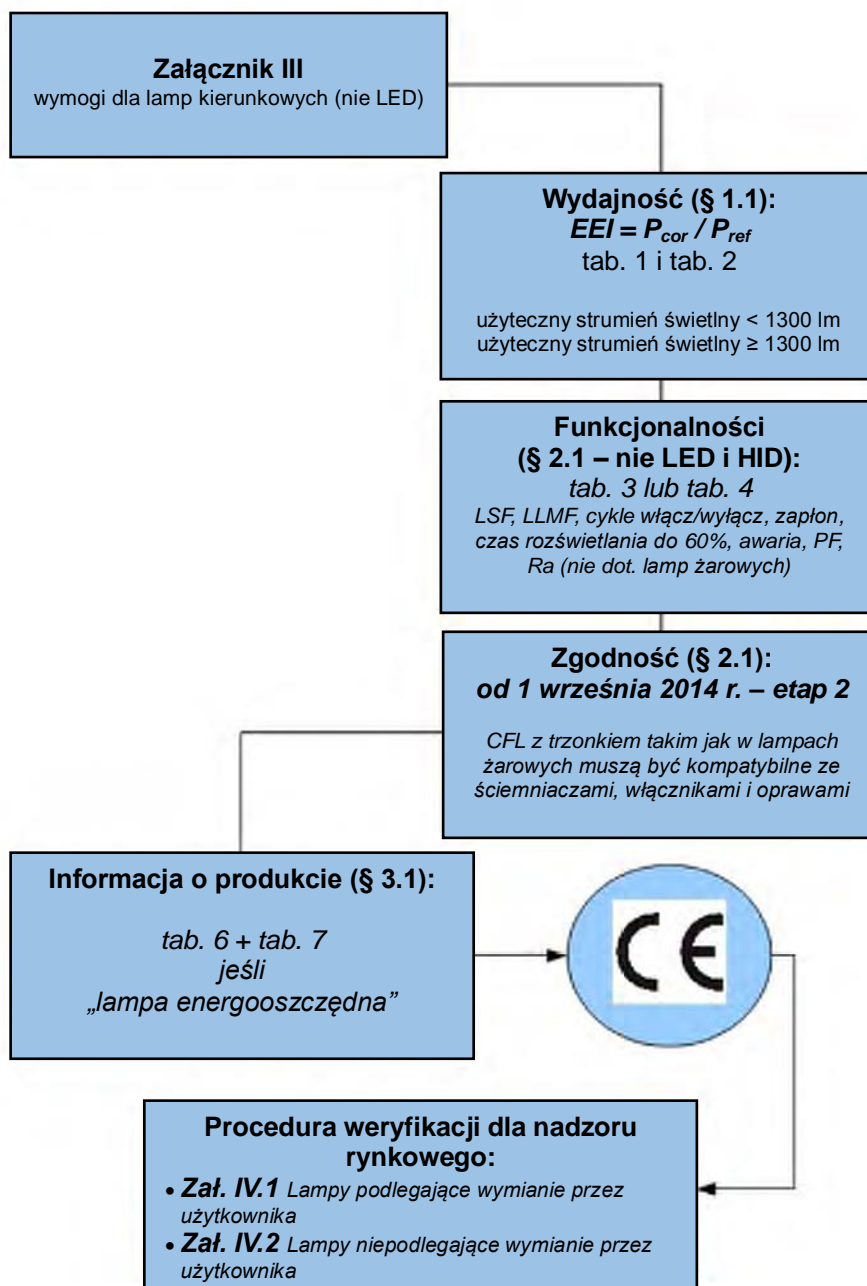 Załącznik III
wymogi dla lamp kierunkowych (nie LED)
Wydajność (§ 1.1):
EEI = Pcor / Pref
tab. 1 i tab. 2
użyteczny strumień świetlny < 1300 lm
użyteczny strumień świetlny ≥ 1300 lm
Funkcjonalności
(§ 2.1 – nie LED i HID):
tab. 3 lub tab. 4
LSF, LLMF, cykle włącz/wyłącz, zapłon,
czas rozświetlania do 60%, awaria, PF,
Ra (nie dot. lamp żarowych)
Zgodność (§ 2.1):
od 1 września 2014 r. – etap 2
CFL z trzonkiem takim jak w lampach
żarowych muszą być kompatybilne ze
ściemniaczami, włącznikami i oprawami
Informacja o produkcie (§ 3.1):
tab. 6 + tab. 7
jeśli
„lampa energooszczędna”
CE
Procedura weryfikacji dla nadzoru
rynkowego:
• Zał. IV.1 Lampy podlegające wymianie przez
użytkownika
• Zał. IV.2 Lampy niepodlegające wymianie przez
użytkownika